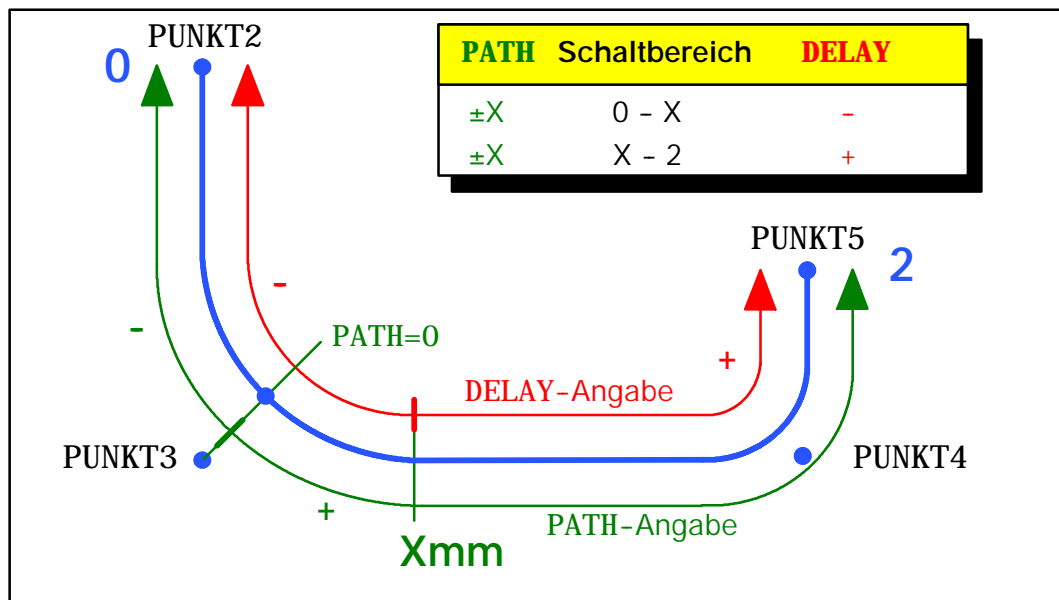 PUNKT2
0
PATH Schaltbereich DELAY
±X 0 - X -
±X X - 2 +
PUNKT5
2
-
-
PATH=0
+
DELAY-Angabe
PUNKT3
PUNKT4
+
PATH-Angabe
Xmm